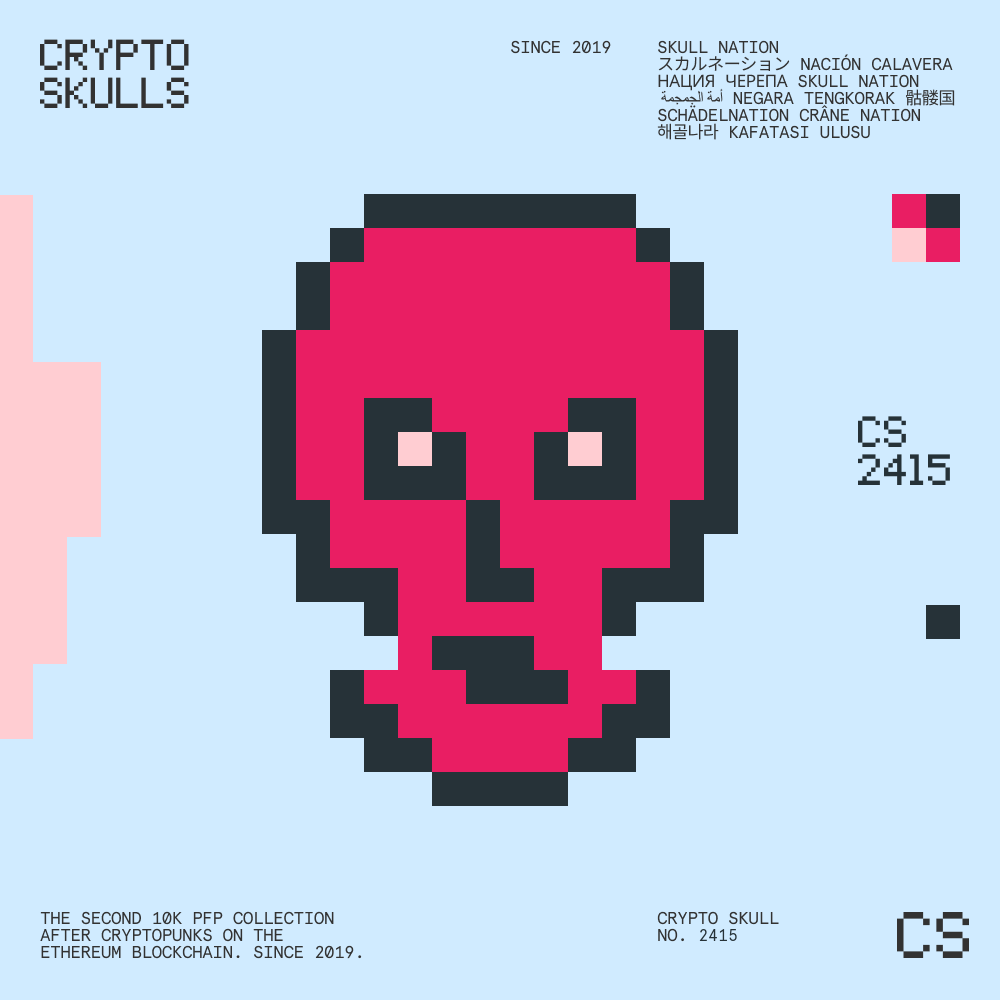 CRYPTO
SKULLS
SINCE 2019
SKULL NATION
スカルネーション NACIÓN CALAVERA
НАЦИЯ ЧЕРЕПА SKULL NATION
أمة الجمجمة NEGARA TENGKORAK 骷髅国
SCHÄDELNATION CRÂNE NATION
해골나라 KAFATASI ULUSU
CS
2415
THE SECOND 10K PFP COLLECTION
AFTER CRYPTOPUNKS ON THE
ETHEREUM BLOCKCHAIN. SINCE 2019.
CRYPTO SKULL
NO. 2415
CS